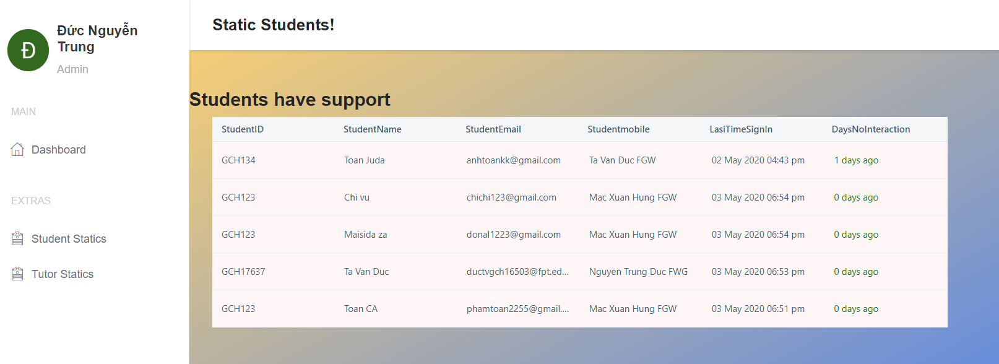 Đ
Đức Nguyễn
Trung
Admin
MAIN
Dashboard
EXTRAS
Student Statics
Tutor Statics
Static Students!
Students have support
StudentID StudentName StudentEmail Studentmobile LasiTimeSignIn DaysNoInteraction
GCH134 Toan Juda anhtoankk@gmail.com Ta Van Duc FGW 02 May 2020 04:43 pm 1 days ago
GCH123 Chi vu chichi123@gmail.com Mac Xuan Hung FGW 03 May 2020 06:54 pm 0 days ago
GCH123 Maisida za donal1223@gmail.com Mac Xuan Hung FGW 03 May 2020 06:54 pm 0 days ago
GCH17637 Ta Van Duc ductvgch16503@fpt.ed... Nguyen Trung Duc FWG 03 May 2020 06:53 pm 0 days ago
GCH123 Toan CA phamtoan2255@gmail.... Mac Xuan Hung FGW 03 May 2020 06:51 pm 0 days ago